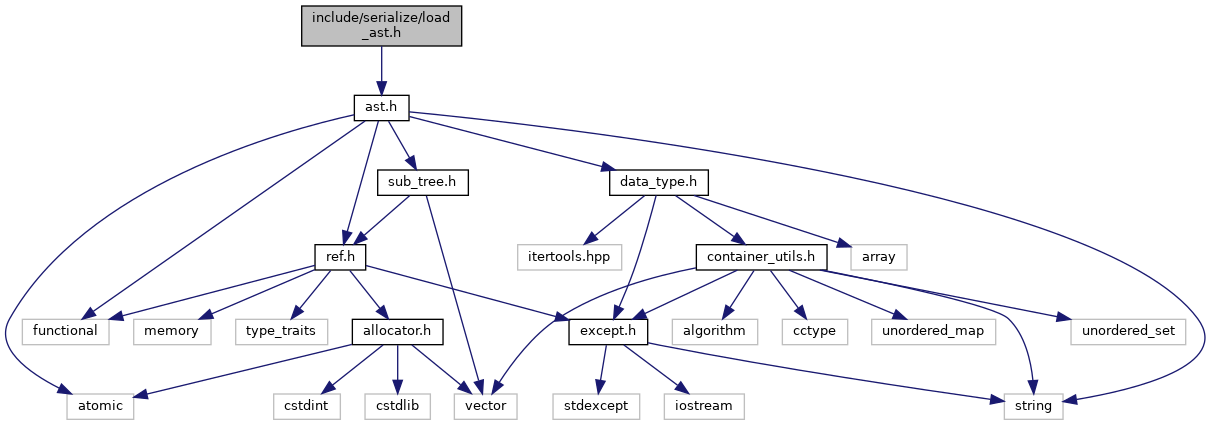 include/serialize/load
_ast.h
ast.h
sub_tree.h
data_type.h
ref.h
itertools.hpp
container_utils.h
array
functional
memory
type_traits
allocator.h
except.h
algorithm
cctype
unordered_map
unordered_set
atomic
cstdint
cstdlib
vector
stdexcept
iostream
string